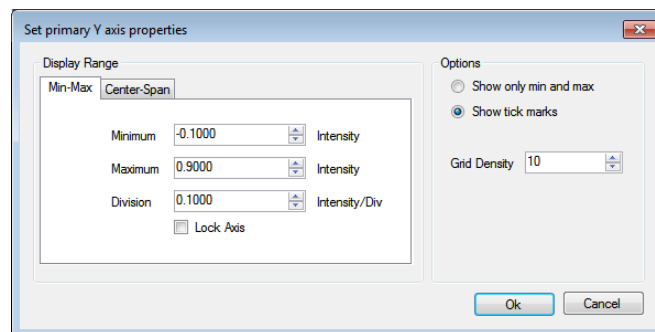 Set primary Y axis properties
Display Range
Min-Max Center-Span
Minimum -0.1000 Intensity
Maximum 0.9000 Intensity
Division 0.1000 Intensity/Div
Lock Axis
Options
Show only min and max
Show tick marks
Grid Density 10
Ok Cancel